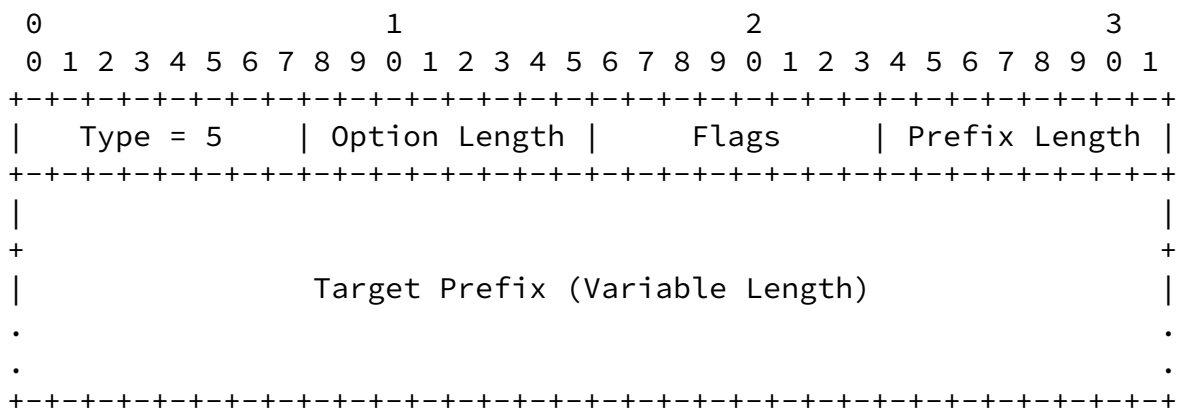 0                   1                   2                   3
 0 1 2 3 4 5 6 7 8 9 0 1 2 3 4 5 6 7 8 9 0 1 2 3 4 5 6 7 8 9 0 1
+-+-+-+-+-+-+-+-+-+-+-+-+-+-+-+-+-+-+-+-+-+-+-+-+-+-+-+-+-+-+-+-+
|   Type = 5    | Option Length |     Flags     | Prefix Length |
+-+-+-+-+-+-+-+-+-+-+-+-+-+-+-+-+-+-+-+-+-+-+-+-+-+-+-+-+-+-+-+-+
|                                                               |
+                                                               +
|                Target Prefix (Variable Length)                |
.                                                               .
.                                                               .
+-+-+-+-+-+-+-+-+-+-+-+-+-+-+-+-+-+-+-+-+-+-+-+-+-+-+-+-+-+-+-+-+